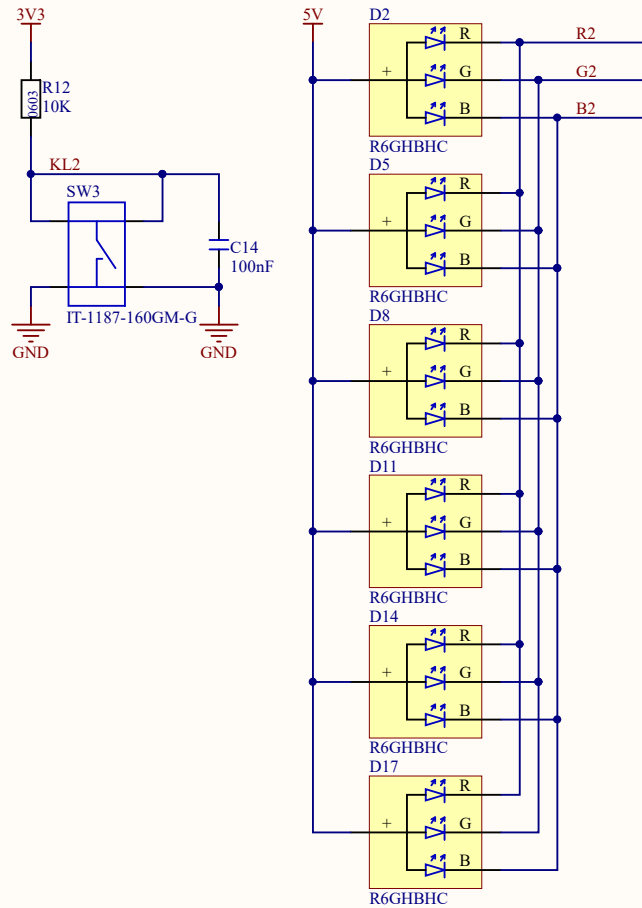 3V3
R12
0603
10K
KL2
SW3
C14
100nF
IT-1187-160GM-G
GND
GND
5V
D2
R
R2
+
G
G2
B
B2
R6GHBHC
D5
R
+
G
B
R6GHBHC
D8
R
+
G
B
R6GHBHC
D11
R
+
G
B
R6GHBHC
D14
R
+
G
B
R6GHBHC
D17
R
+
G
B
R6GHBHC